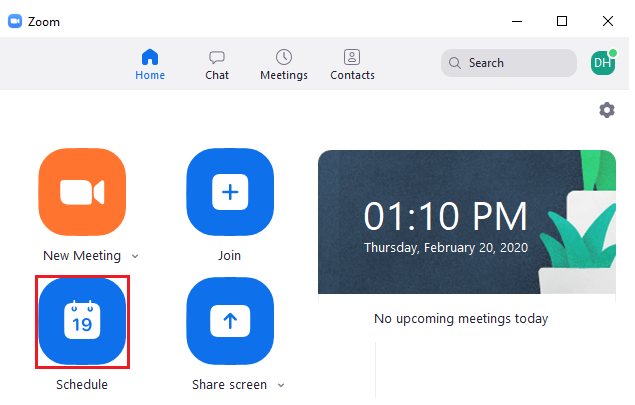 Zoom
Home
Chat
Meetings
Contacts
Search
DH
New Meeting
Join
01:10 PM
Thursday, February 20, 2020
19
Schedule
Share screen
No upcoming meetings today